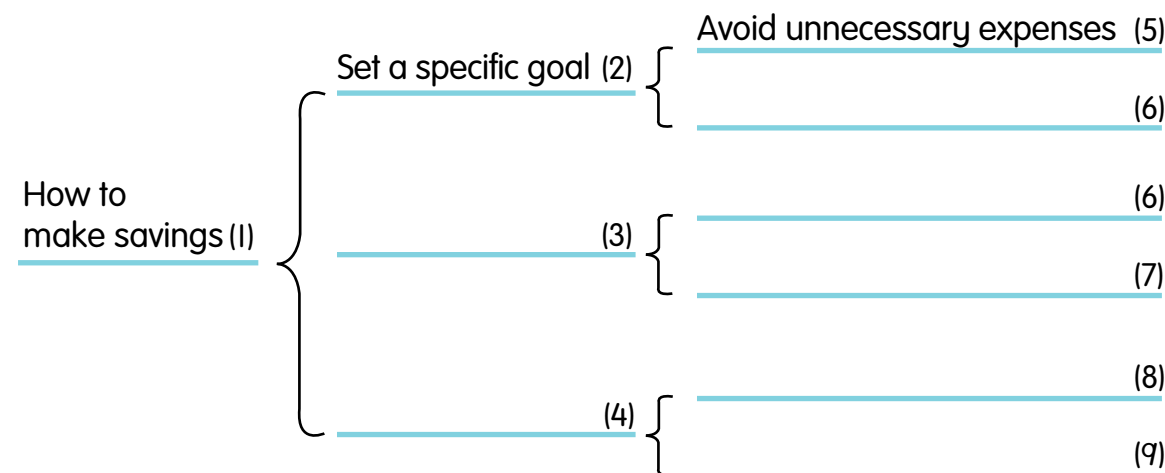 Avoid unnecessary expenses (5)
Set a specific goal (2)
(6)
How to
make savings (1)
(6)
(3)
(7)
(8)
(4)
(9)